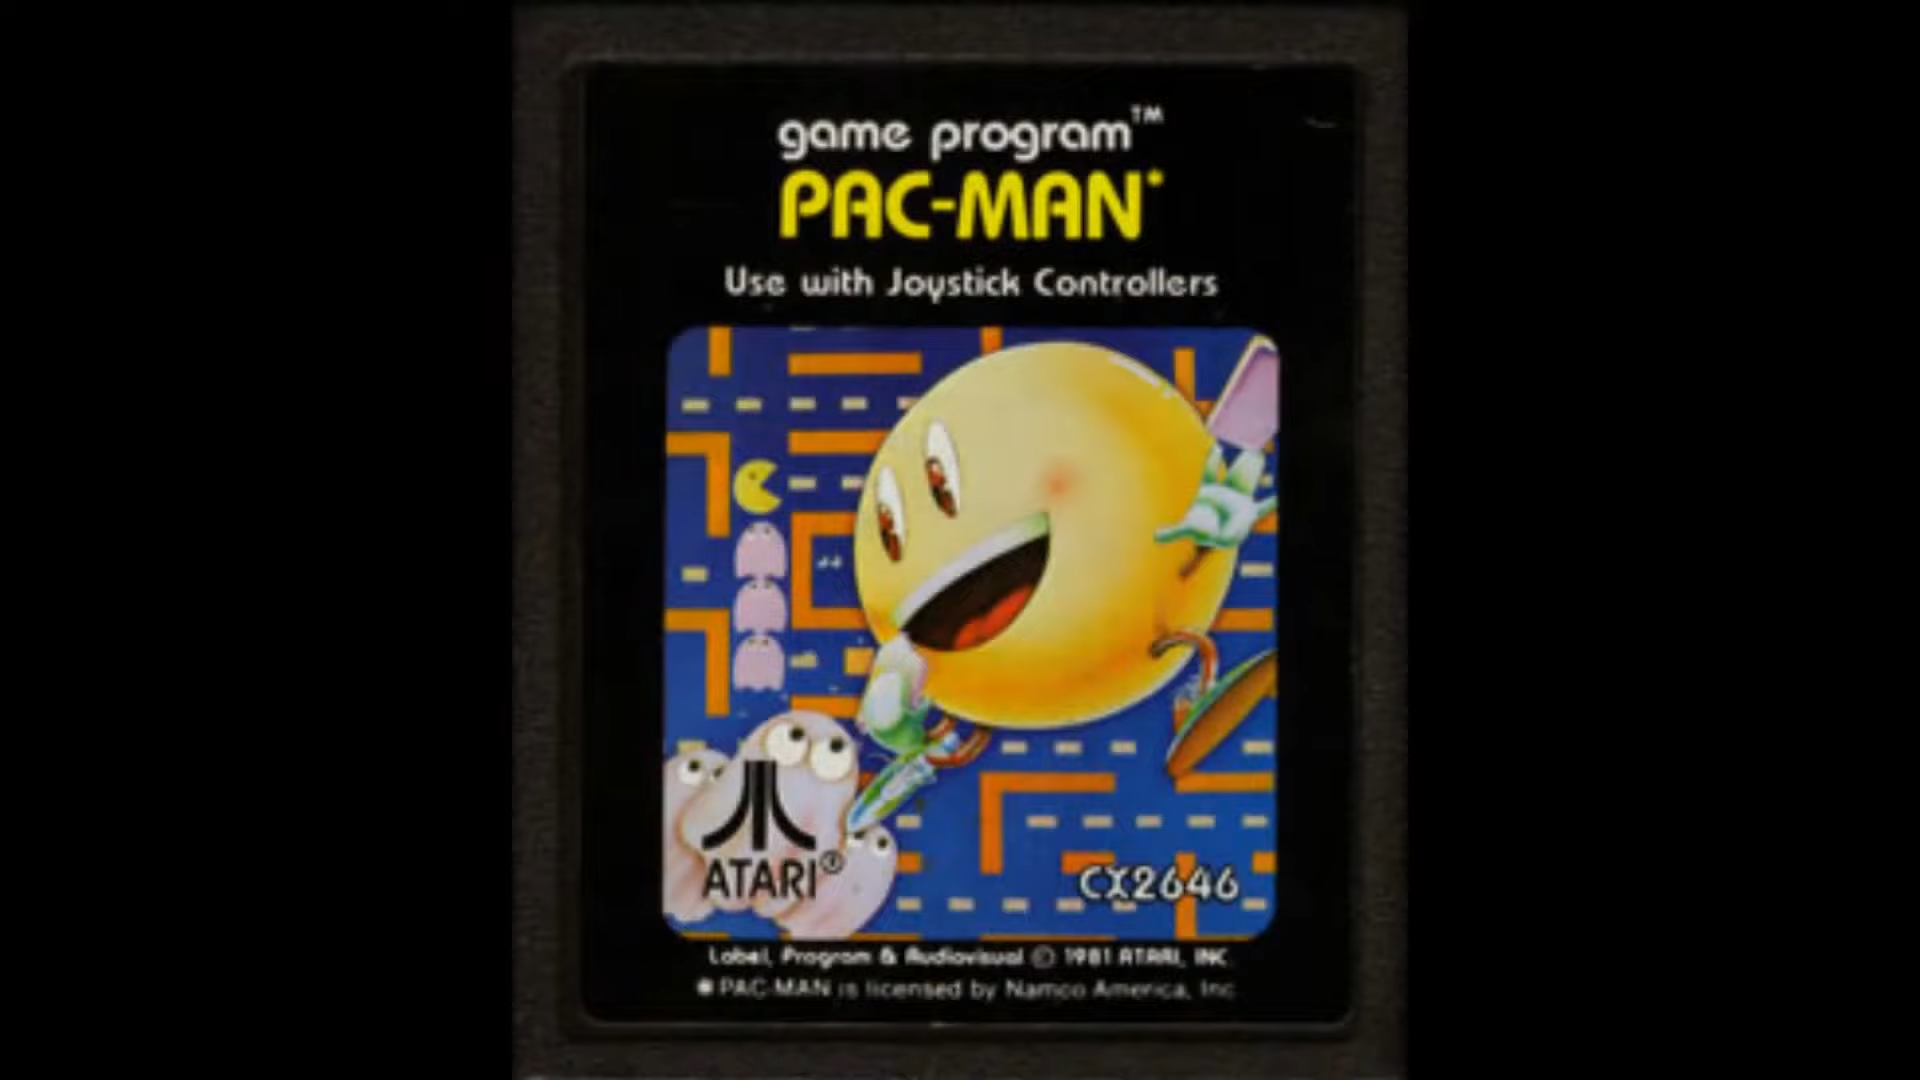 game program™
PAC-MAN*
Use with Joystick Controllers
ATARI®
CX2646
Label, Program & Audiovisual © 1981 ATARI, INC.
* PAC-MAN is licensed by Namco America, Inc.